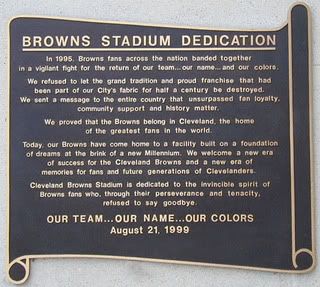 BROWNS STADIUM DEDICATION
In 1995, Browns fans across the nation banded together
in a vigilant fight for the return of our team...our name...and our colors.
We refused to let the grand tradition and proud franchise that had
been part of our City's fabric for half a century be destroyed.
We sent a message to the entire country that unsurpassed fan loyalty,
community support and history matter.
We proved that the Browns belong in Cleveland, the home
of the greatest fans in the world.
Today, our Browns have come home to a facility built on a foundation
of dreams at the brink of a new Millennium. We welcome a new era
of success for the Cleveland Browns and a new era of
memories for fans and future generations of Clevelanders.
Cleveland Browns Stadium is dedicated to the invincible spirit of
Browns fans who, through their perseverance and tenacity,
refused to say goodbye.
OUR TEAM...OUR NAME...OUR COLORS
August 21, 1999